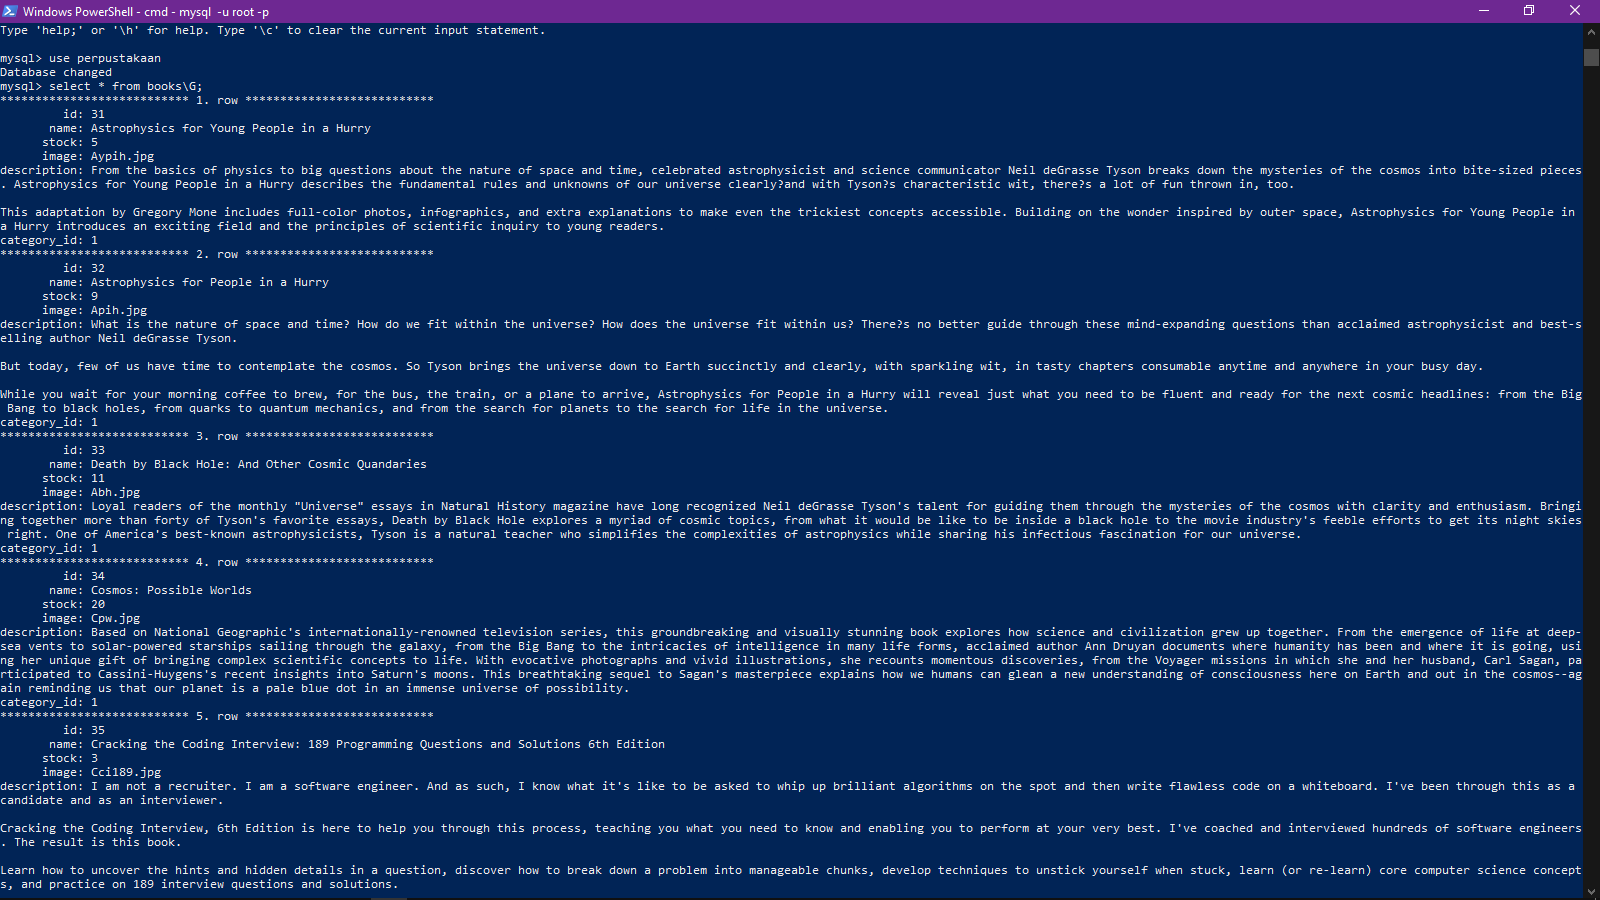 Windows PowerShell - cmd - mysql  -u root -p
Type 'help;' or '\h' for help. Type '\c' to clear the current input statement.
mysql> use perpustakaan
Database changed
mysql> select * from books\G;
*************************** 1. row ***************************
         id: 31
       name: Astrophysics for Young People in a Hurry
      stock: 5
      image: Aypih.jpg
description: From the basics of physics to big questions about the nature of space and time, celebrated astrophysicist and science communicator Neil deGrasse Tyson breaks down the mysteries of the cosmos into bite-sized pieces
. Astrophysics for Young People in a Hurry describes the fundamental rules and unknowns of our universe clearly?and with Tyson?s characteristic wit, there?s a lot of fun thrown in, too.
This adaptation by Gregory Mone includes full-color photos, infographics, and extra explanations to make even the trickiest concepts accessible. Building on the wonder inspired by outer space, Astrophysics for Young People in
a Hurry introduces an exciting field and the principles of scientific inquiry to young readers.
category_id: 1
*************************** 2. row ***************************
         id: 32
       name: Astrophysics for People in a Hurry
      stock: 9
      image: Apih.jpg
description: What is the nature of space and time? How do we fit within the universe? How does the universe fit within us? There?s no better guide through these mind-expanding questions than acclaimed astrophysicist and best-s
elling author Neil deGrasse Tyson.
But today, few of us have time to contemplate the cosmos. So Tyson brings the universe down to Earth succinctly and clearly, with sparkling wit, in tasty chapters consumable anytime and anywhere in your busy day.
While you wait for your morning coffee to brew, for the bus, the train, or a plane to arrive, Astrophysics for People in a Hurry will reveal just what you need to be fluent and ready for the next cosmic headlines: from the Big
 Bang to black holes, from quarks to quantum mechanics, and from the search for planets to the search for life in the universe.
category_id: 1
*************************** 3. row ***************************
         id: 33
       name: Death by Black Hole: And Other Cosmic Quandaries
      stock: 11
      image: Abh.jpg
description: Loyal readers of the monthly "Universe" essays in Natural History magazine have long recognized Neil deGrasse Tyson's talent for guiding them through the mysteries of the cosmos with clarity and enthusiasm. Bringi
ng together more than forty of Tyson's favorite essays, Death by Black Hole explores a myriad of cosmic topics, from what it would be like to be inside a black hole to the movie industry's feeble efforts to get its night skies
 right. One of America's best-known astrophysicists, Tyson is a natural teacher who simplifies the complexities of astrophysics while sharing his infectious fascination for our universe.
category_id: 1
*************************** 4. row ***************************
         id: 34
       name: Cosmos: Possible Worlds
      stock: 20
      image: Cpw.jpg
description: Based on National Geographic's internationally-renowned television series, this groundbreaking and visually stunning book explores how science and civilization grew up together. From the emergence of life at deep-
sea vents to solar-powered starships sailing through the galaxy, from the Big Bang to the intricacies of intelligence in many life forms, acclaimed author Ann Druyan documents where humanity has been and where it is going, usi
ng her unique gift of bringing complex scientific concepts to life. With evocative photographs and vivid illustrations, she recounts momentous discoveries, from the Voyager missions in which she and her husband, Carl Sagan, pa
rticipated to Cassini-Huygens's recent insights into Saturn's moons. This breathtaking sequel to Sagan's masterpiece explains how we humans can glean a new understanding of consciousness here on Earth and out in the cosmos--ag
ain reminding us that our planet is a pale blue dot in an immense universe of possibility.
category_id: 1
*************************** 5. row ***************************
         id: 35
       name: Cracking the Coding Interview: 189 Programming Questions and Solutions 6th Edition
      stock: 3
      image: Cci189.jpg
description: I am not a recruiter. I am a software engineer. And as such, I know what it's like to be asked to whip up brilliant algorithms on the spot and then write flawless code on a whiteboard. I've been through this as a
candidate and as an interviewer.
Cracking the Coding Interview, 6th Edition is here to help you through this process, teaching you what you need to know and enabling you to perform at your very best. I've coached and interviewed hundreds of software engineers
. The result is this book.
Learn how to uncover the hints and hidden details in a question, discover how to break down a problem into manageable chunks, develop techniques to unstick yourself when stuck, learn (or re-learn) core computer science concept
s, and practice on 189 interview questions and solutions.